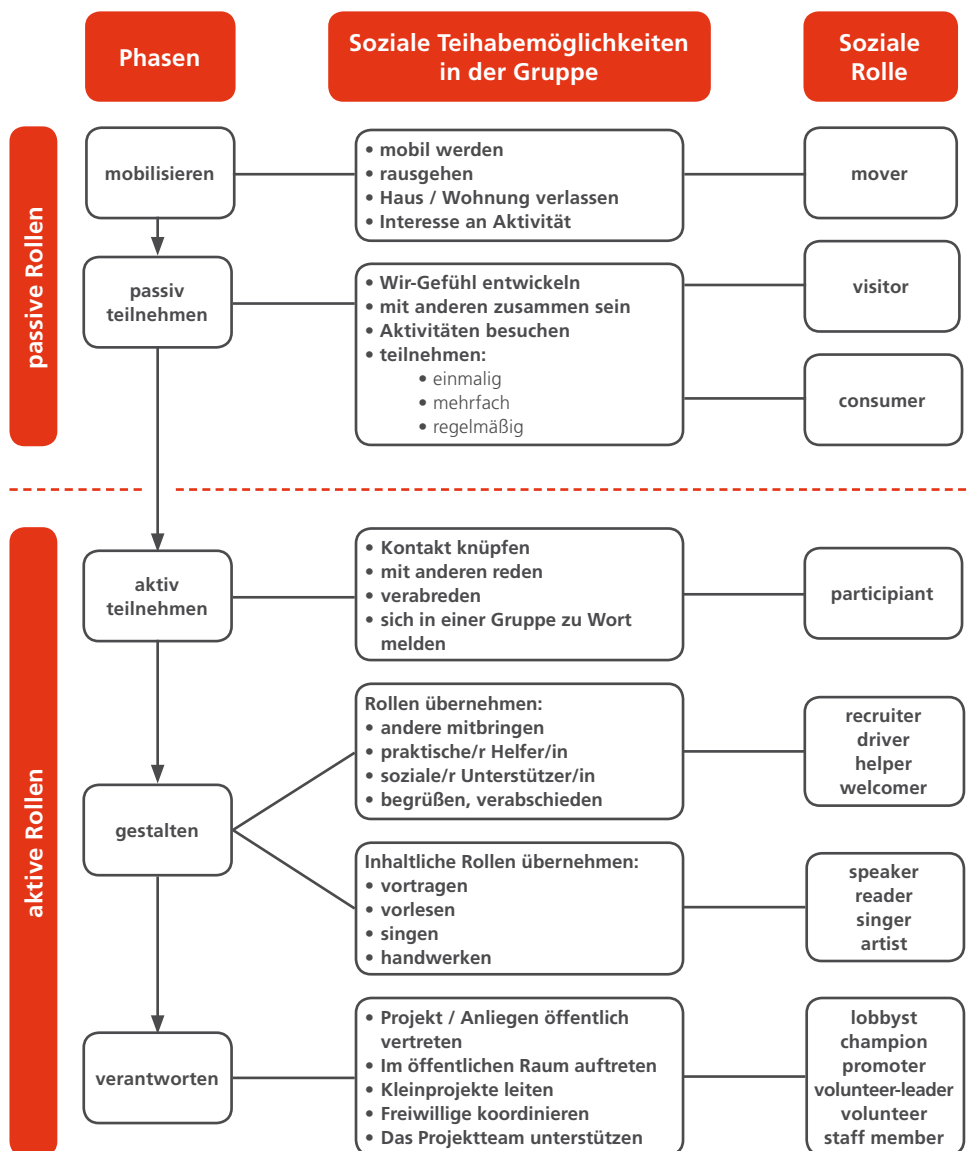 Phasen
Soziale Teihabemöglichkeiten
in der Gruppe
Soziale
Rolle
passive Rollen
mobilisieren
• mobil werden
• rausgehen
• Haus / Wohnung verlassen
• Interesse an Aktivität
mover
passiv
teilnehmen
• Wir-Gefühl entwickeln
• mit anderen zusammen sein
• Aktivitäten besuchen
• teilnehmen:
• einmalig
• mehrfach
• regelmäßig
visitor
consumer
aktive Rollen
aktiv
teilnehmen
• Kontakt knüpfen
• mit anderen reden
• verabreden
• sich in einer Gruppe zu Wort
melden
participiant
gestalten
Rollen übernehmen:
• andere mitbringen
• praktische/r Helfer/in
• soziale/r Unterstützer/in
• begrüßen, verabschieden
recruiter
driver
helper
welcomer
Inhaltliche Rollen übernehmen:
• vortragen
• vorlesen
• singen
• handwerken
speaker
reader
singer
artist
verantworten
• Projekt / Anliegen öffentlich
vertreten
• Im öffentlichen Raum auftreten
• Kleinprojekte leiten
• Freiwillige koordinieren
• Das Projektteam unterstützen
lobbyst
champion
promoter
volunteer-leader
volunteer
staff member